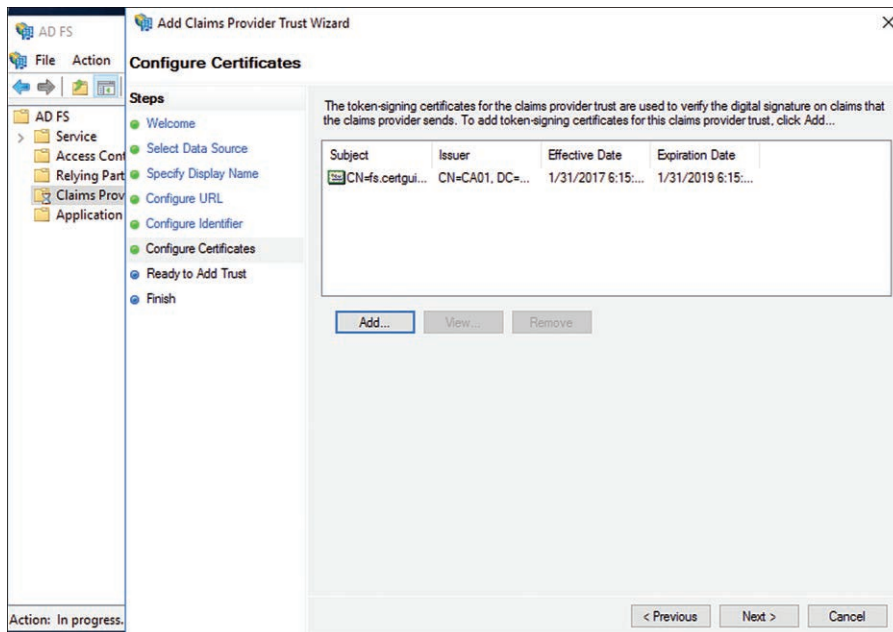 AD FS
Add Claims Provider Trust Wizard
File Action
Configure Certificates
AD FS
Service
Access Cont
Relying Part
Claims Prov
Application
Steps
Welcome
Select Data Source
Specify Display Name
Configure URL
Configure Identifier
Configure Certificates
Ready to Add Trust
Finish
The token-signing certificates for the claims provider trust are used to verify the digital signature on claims that
the claims provider sends. To add token-signing certificates for this claims provider trust, click Add...
Subject Issuer Effective Date Expiration Date
CN=fs.certgui... CN=CA01, DC=... 1/31/2017 6:15:... 1/31/2019 6:15:...
Add... View... Remove
Action: In progress.
< Previous Next > Cancel